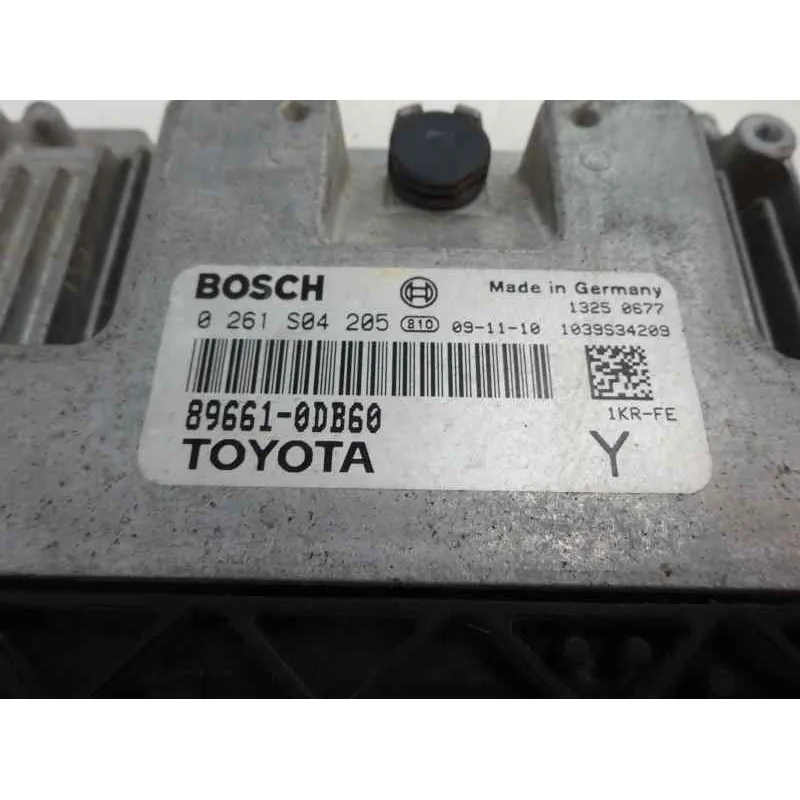 BOSCH Made in Germany
1325 0677
0 261 S04 205 810 09-11-10 1039S34209
89661-0DB60 1KR-FE
TOYOTA Y